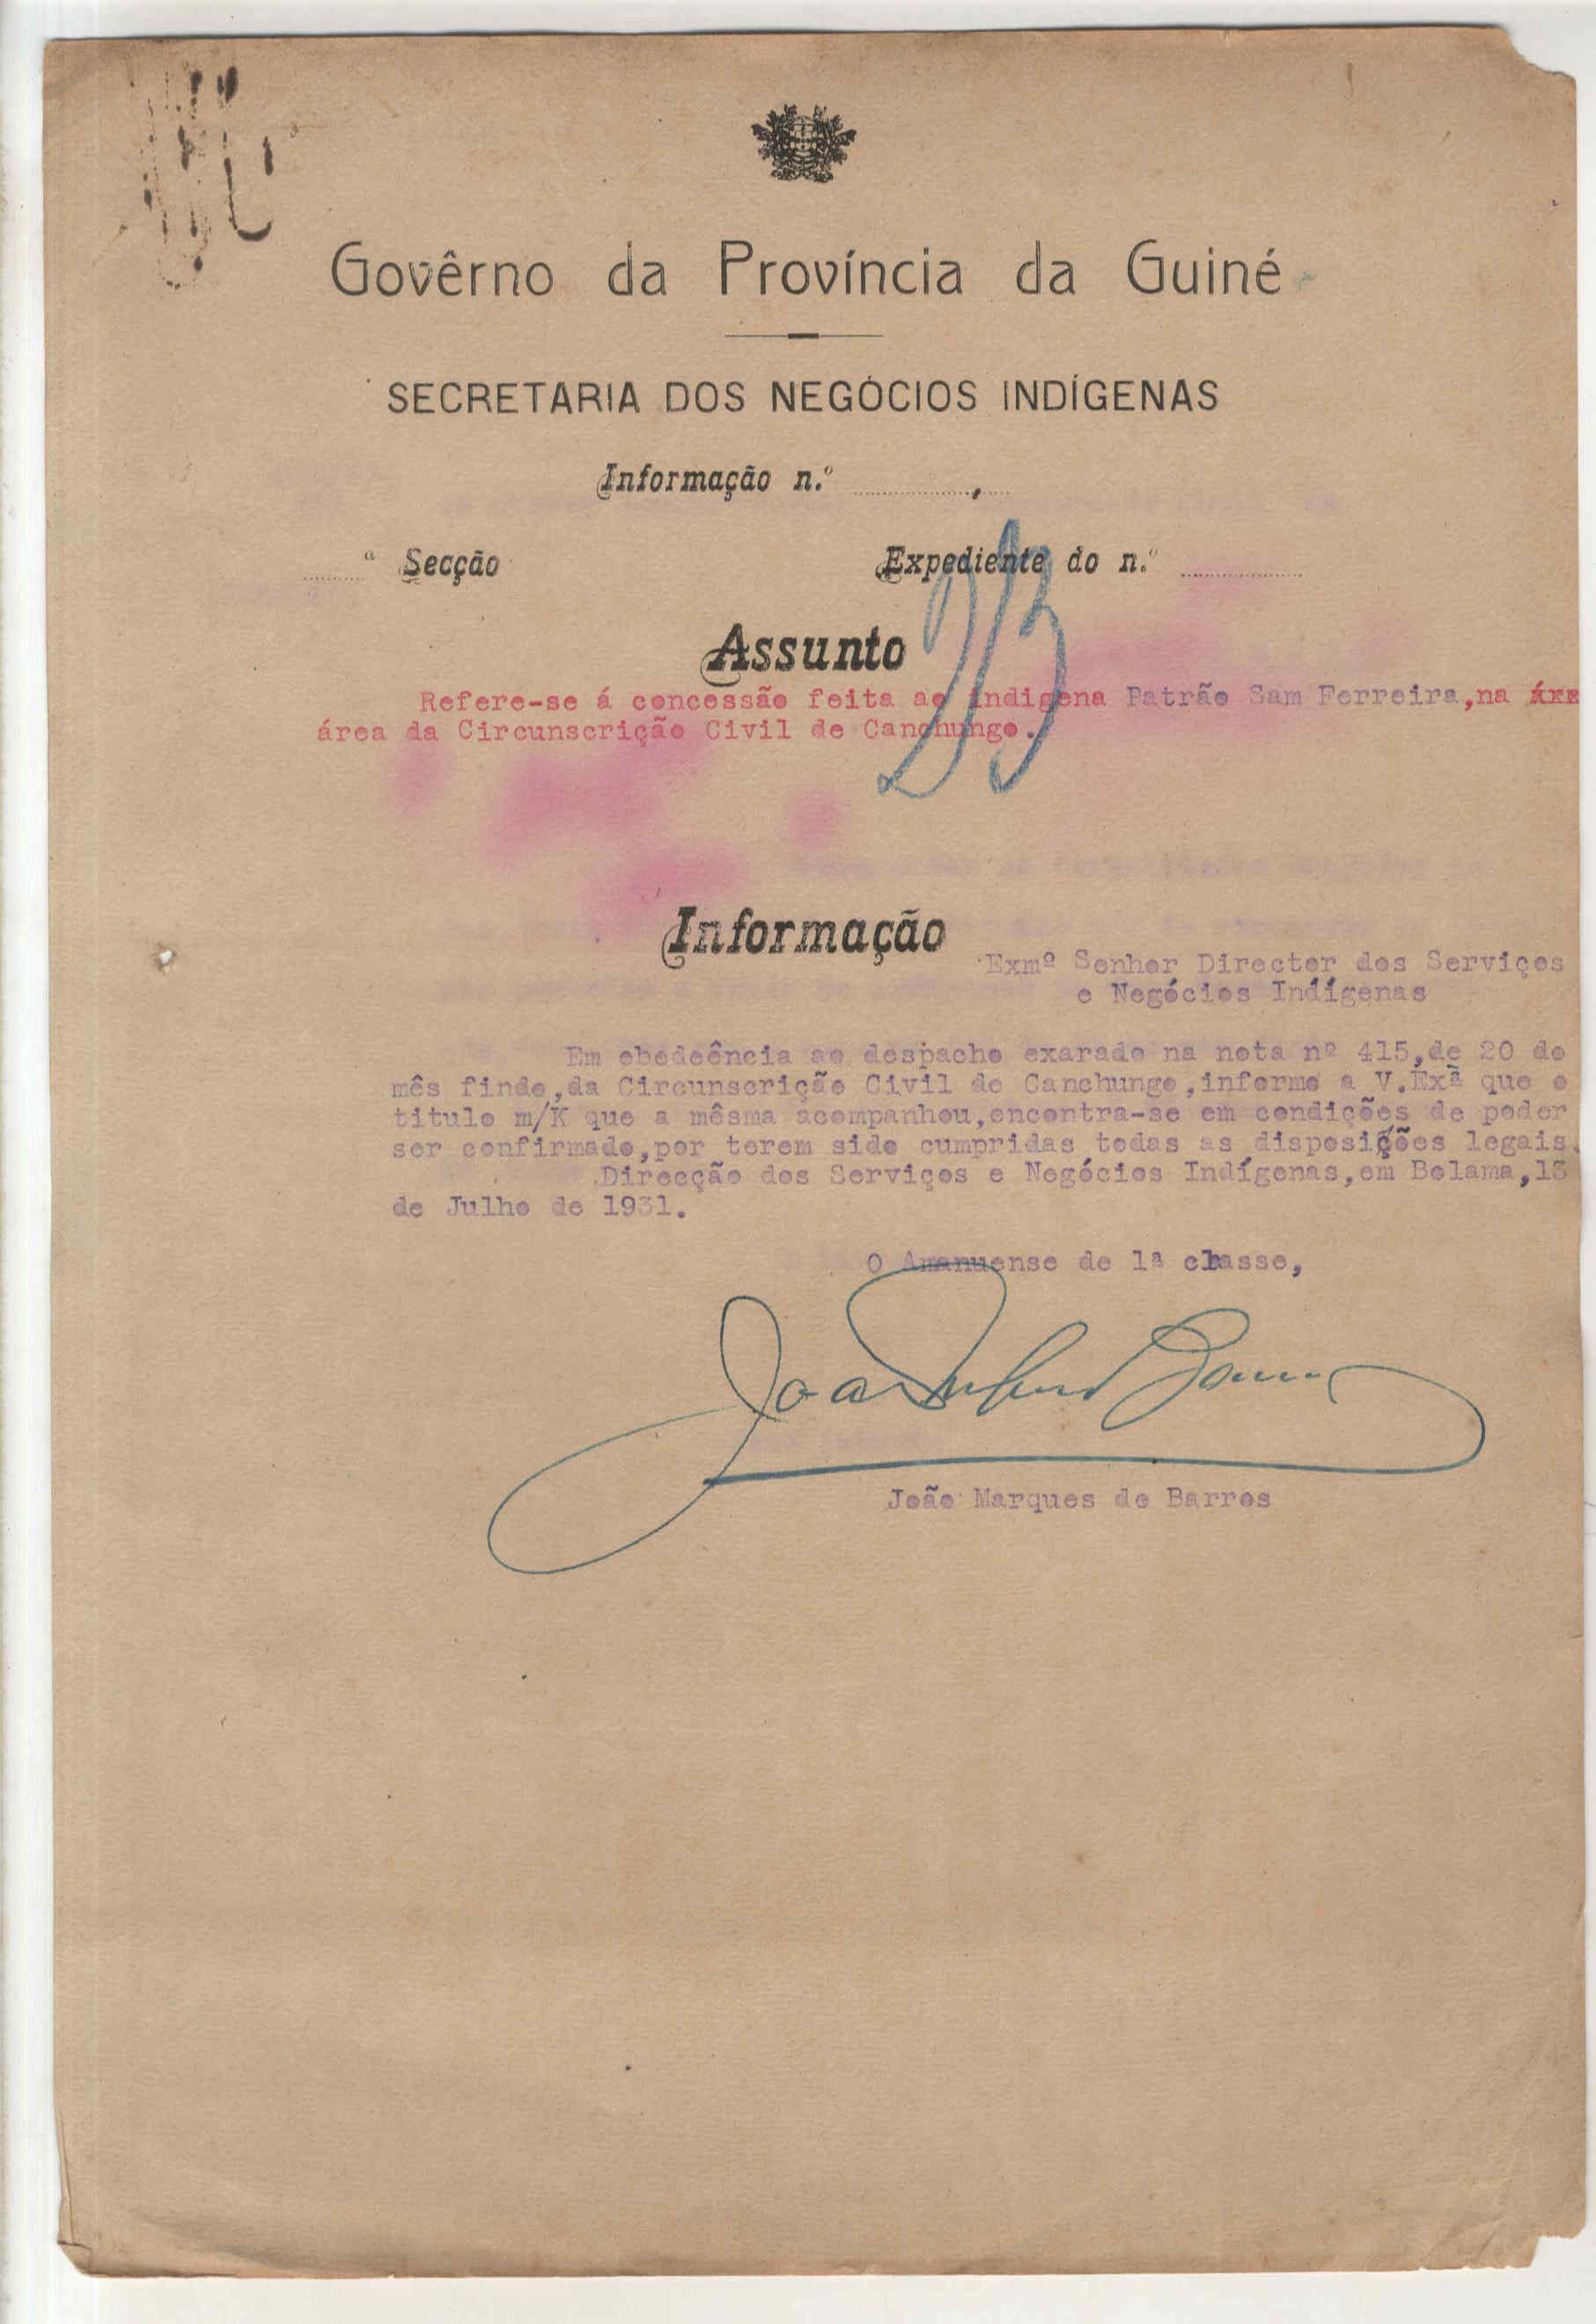 Govêrno da Província da Guiné
SECRETARIA DOS NEGÓCIOS INDÍGENAS
Informação n.º
ª Secção
Expediente do n.º
Assunto
Refere-se á concessão feita ao indigena Patrão Sam Ferreira,na áxx
área da Circunscrição Civil de Canchungo.
Informação
Exmº Senhor Director dos Serviços
e Negócios Indígenas
Em obedeência ao despacho exarado na nota nº 415,de 20 do
mês findo,da Circunscrição Civil de Canchungo,informo a V.Exª que o
titulo m/K que a mêsma acompanhou,encontra-se em condições de poder
ser confirmado,por terem sido cumpridas todas as disposições legais.
Direcção dos Serviços e Negócios Indígenas,em Bolama,13
de Julho de 1931.
O Amanuense de 1ª classe,
João Marques de Barros